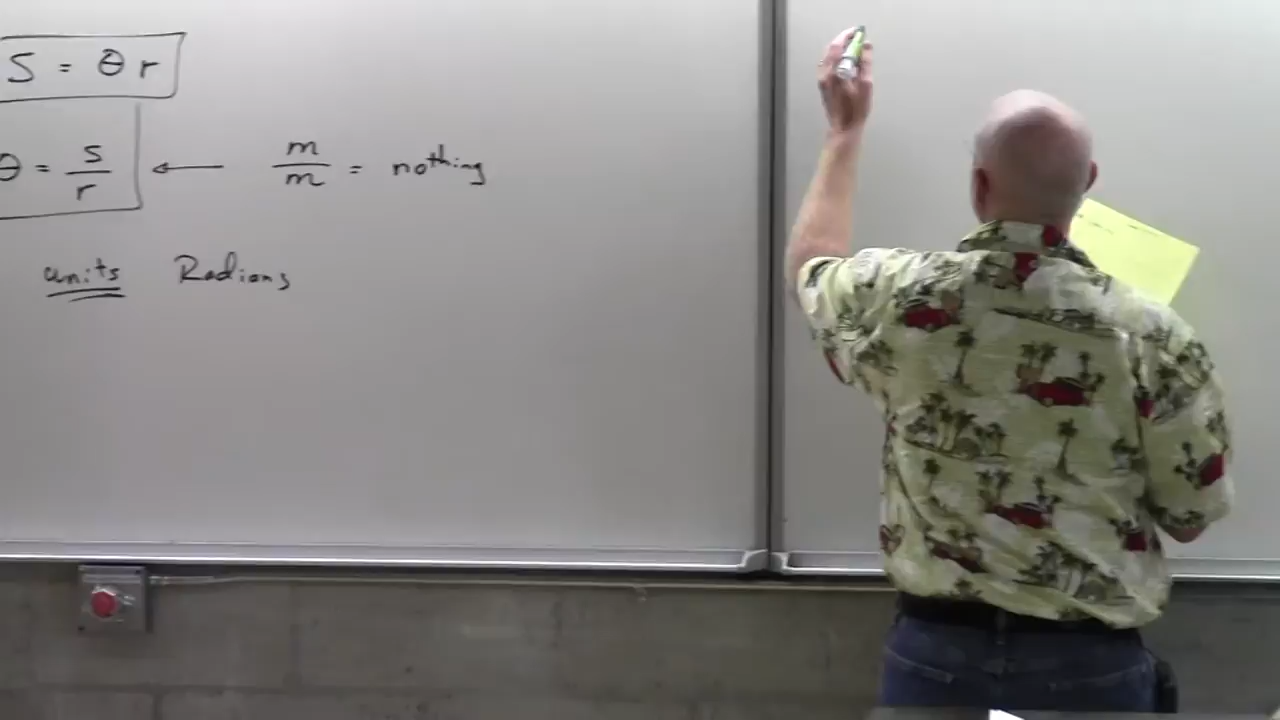 S = θ r
θ = s/r ← m/m = nothing
units Radians